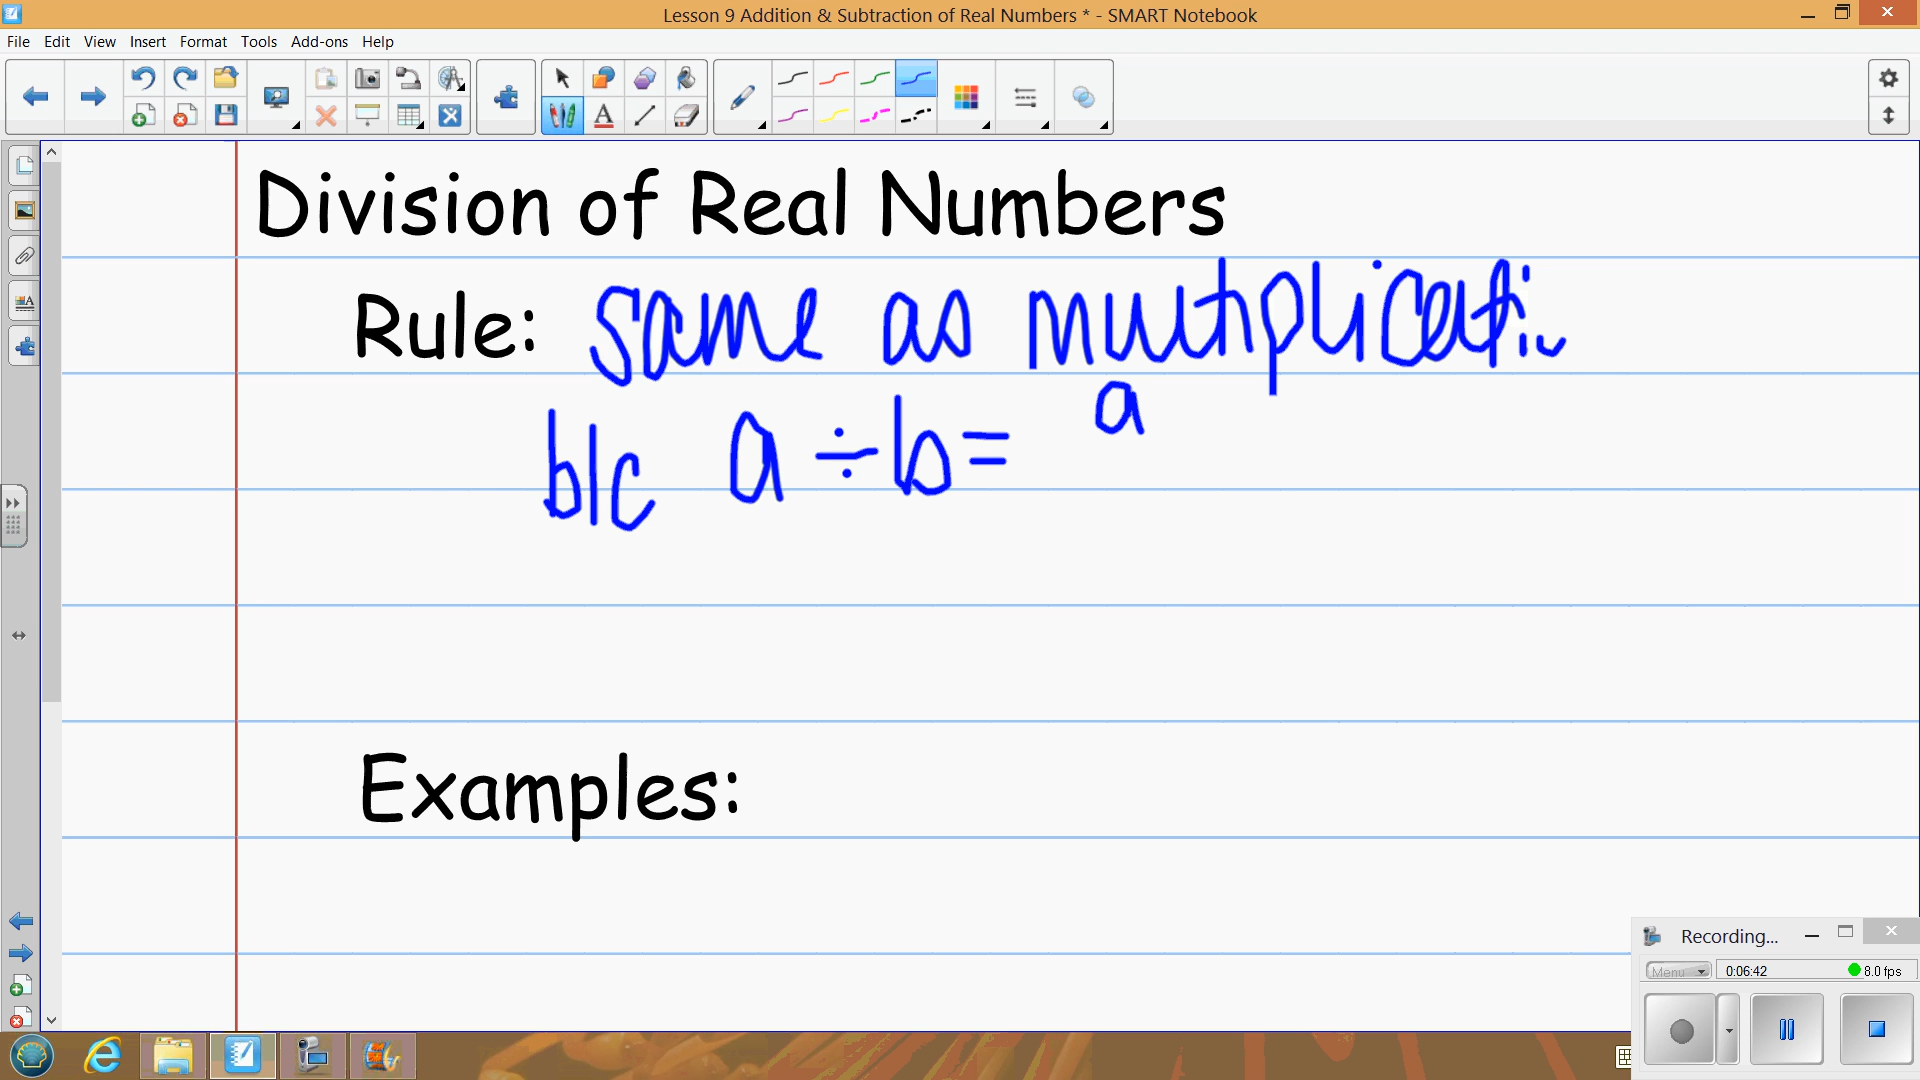 Lesson 9 Addition & Subtraction of Real Numbers * - SMART Notebook
File Edit View Insert Format Tools Add-ons Help
Division of Real Numbers
Rule: same as multiplicati
b/c a ÷ b = a
Examples:
Recording...
Menu 0:06:42 8.0 fps